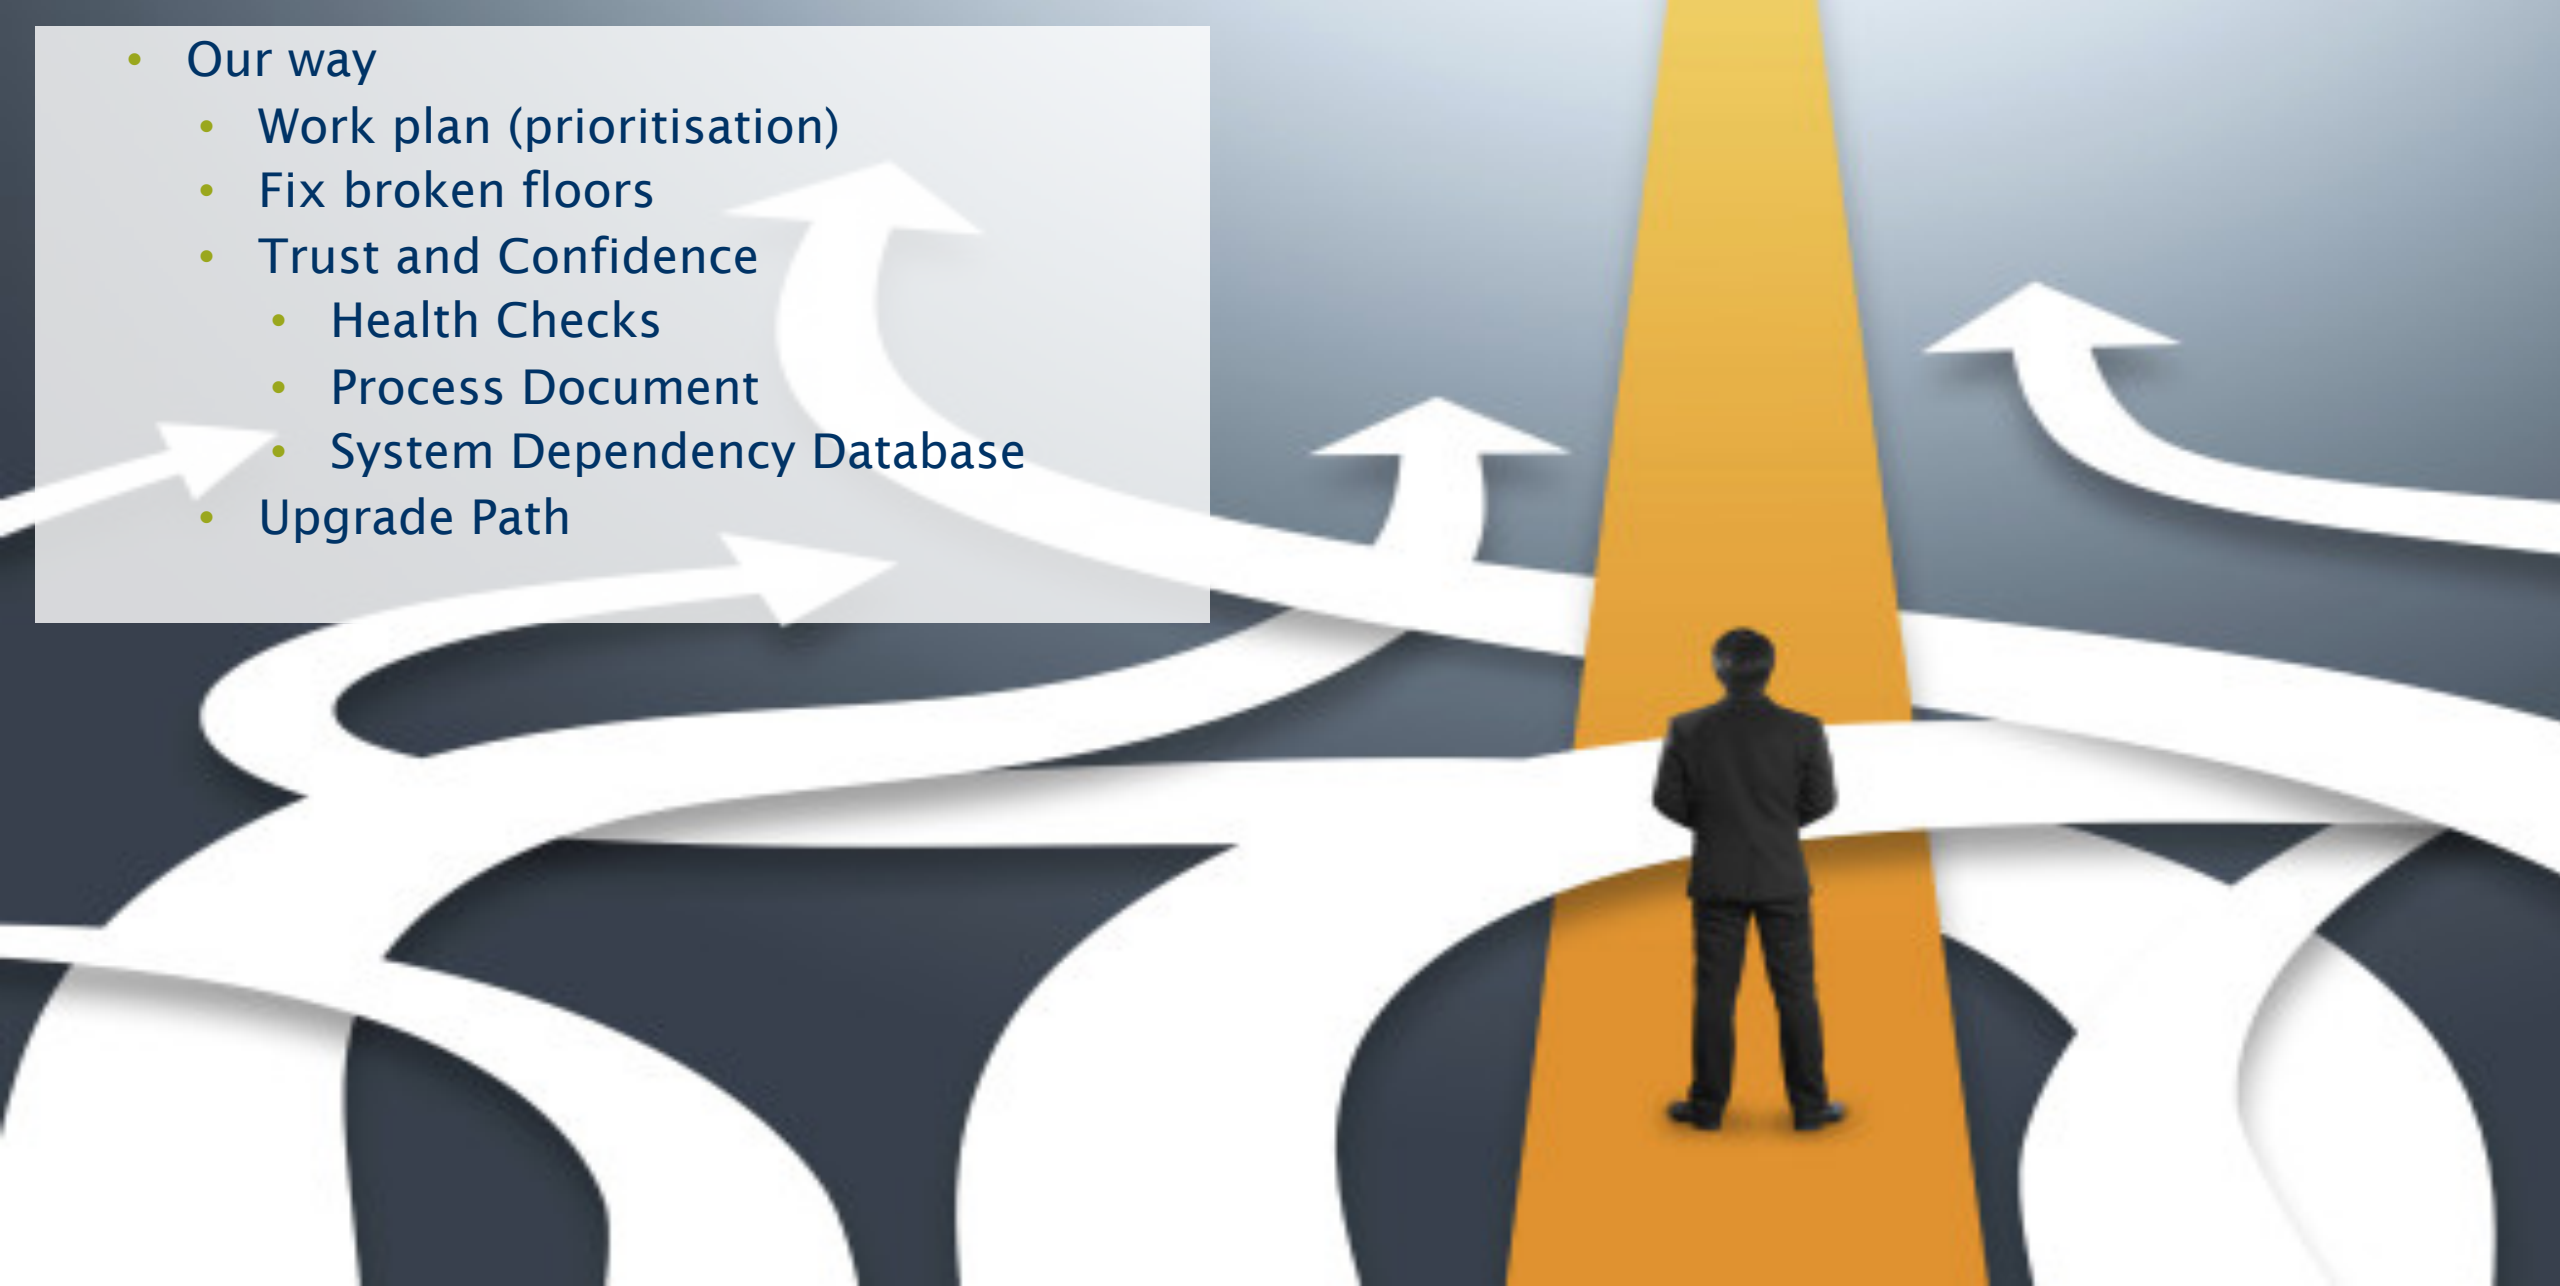 • Our way
• Work plan (prioritisation)
• Fix broken floors
• Trust and Confidence
• Health Checks
• Process Document
• System Dependency Database
• Upgrade Path